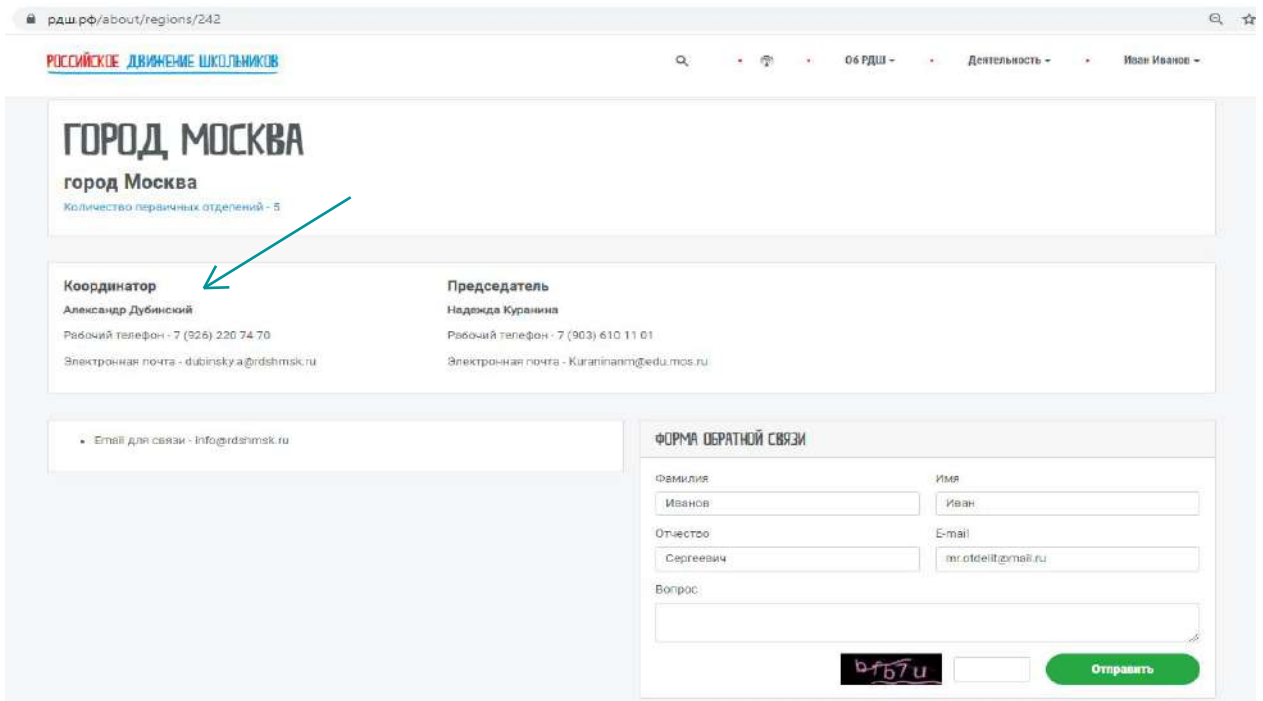 рдш.рф/about/regions/242
РОССИЙСКОЕ ДВИЖЕНИЕ ШКОЛЬНИКОВ
Об РДШ
Деятельность
Иван Иванов
ГОРОД МОСКВА
город Москва
Количество первичных отделений - 5
Координатор
Александр Дубинский
Рабочий телефон - 7 (926) 220 74 70
Электронная почта - dubinsky.a@rdshmsk.ru
Председатель
Надежда Куранина
Рабочий телефон - 7 (903) 610 11 01
Электронная почта - Kuraninanm@edu.mos.ru
Email для связи - info@rdshmsk.ru
ФОРМА ОБРАТНОЙ СВЯЗИ
Фамилия
Иванов
Имя
Иван
Отчество
Сергеевич
E-mail
mr.otdelit@mail.ru
Вопрос
Отправить